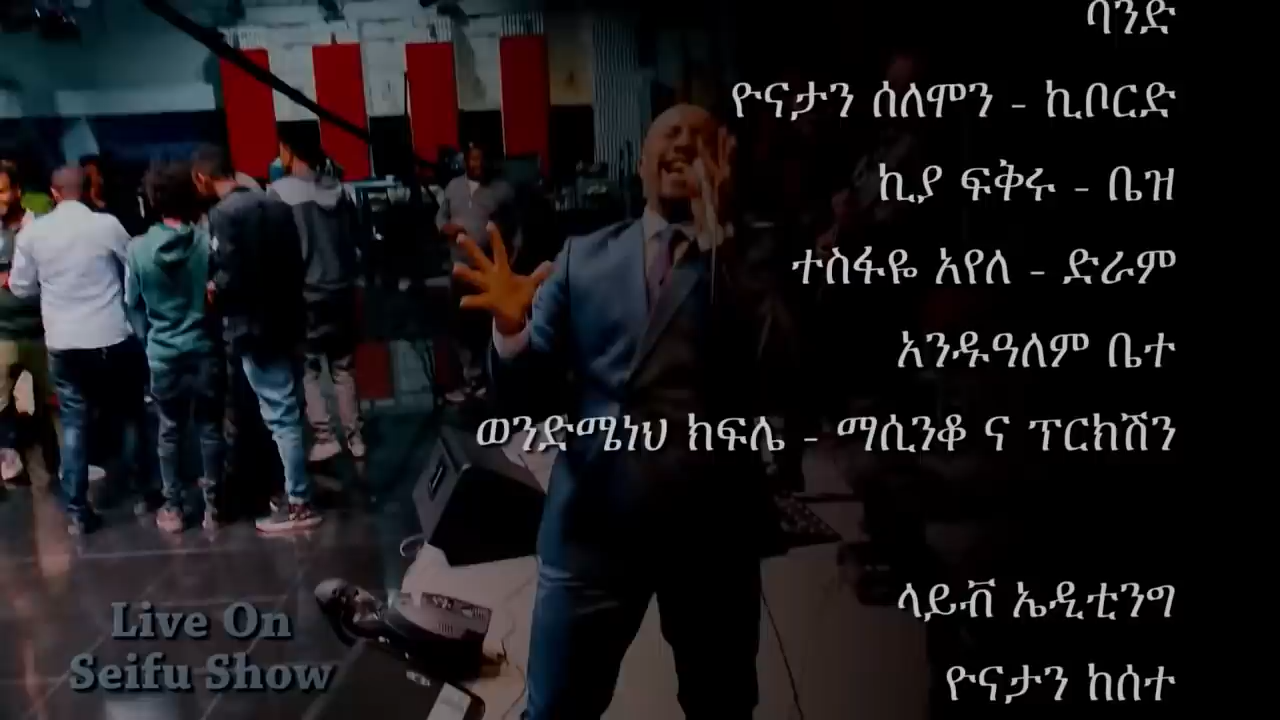 ባንድ
ዮናታን ሰለሞን - ኪቦርድ
ኪያ ፍቅሩ - ቤዝ
ተስፋዬ አየለ - ድራም
አንዱዓለም ቤተ
ወንድሜነህ ክፍሌ - ማሲንቆ ና ፐርክሽን
ላይቭ ኤዲቲንግ
ዮናታን ከሰተ
Live On
Seifu Show